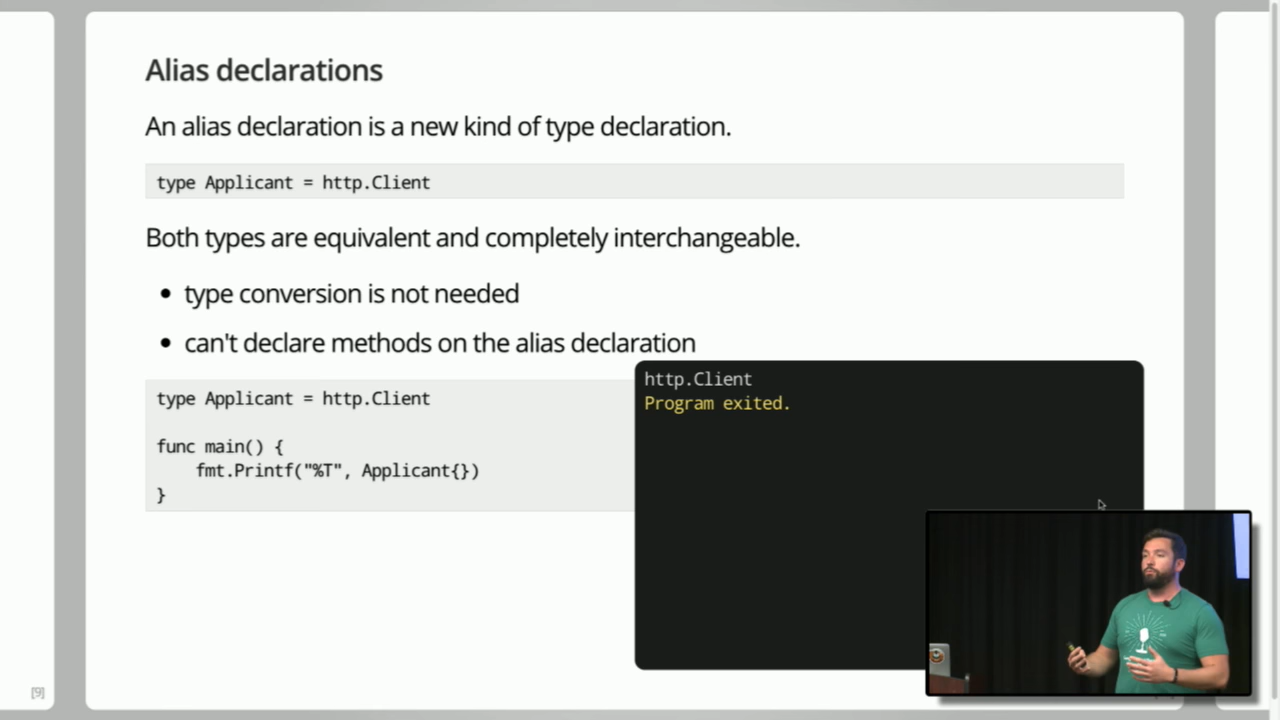 Alias declarations
An alias declaration is a new kind of type declaration.
type Applicant = http.Client
Both types are equivalent and completely interchangeable.
• type conversion is not needed
• can't declare methods on the alias declaration
type Applicant = http.Client
func main() {
    fmt.Printf("%T", Applicant{})
}
http.Client
Program exited.
[9]